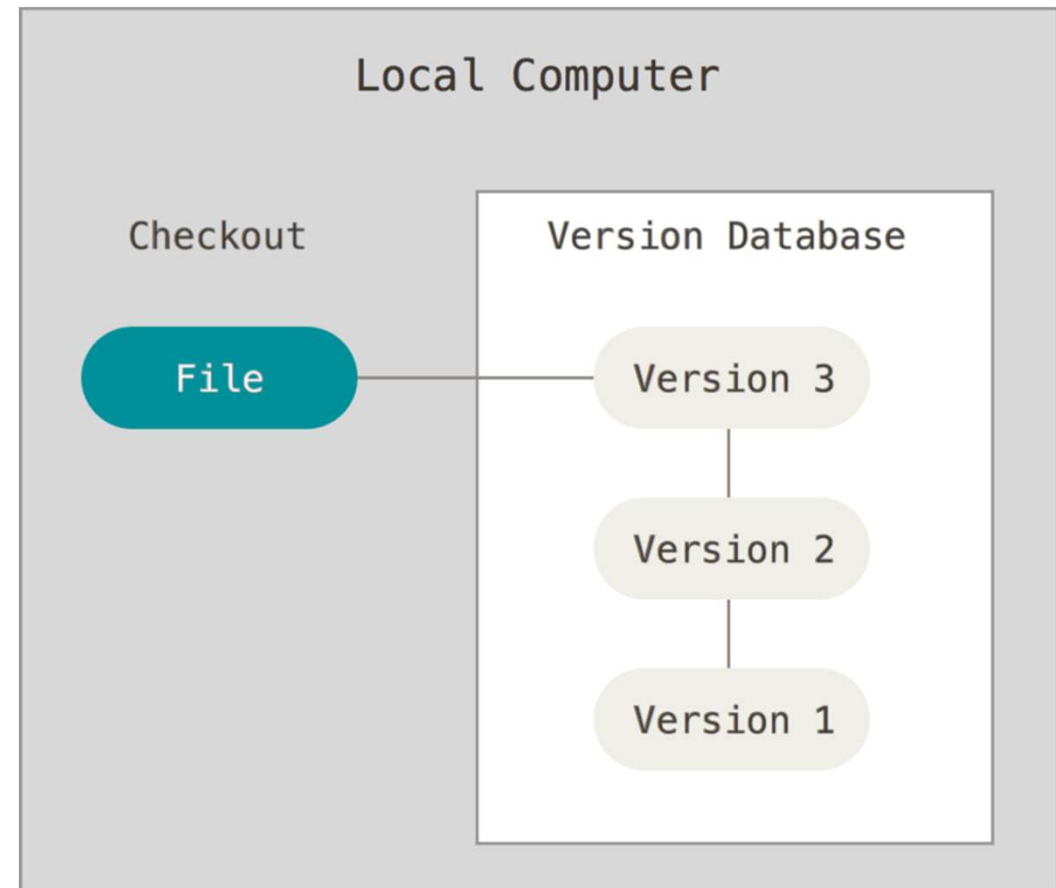 Local Computer
Checkout
Version Database
File
Version 3
Version 2
Version 1